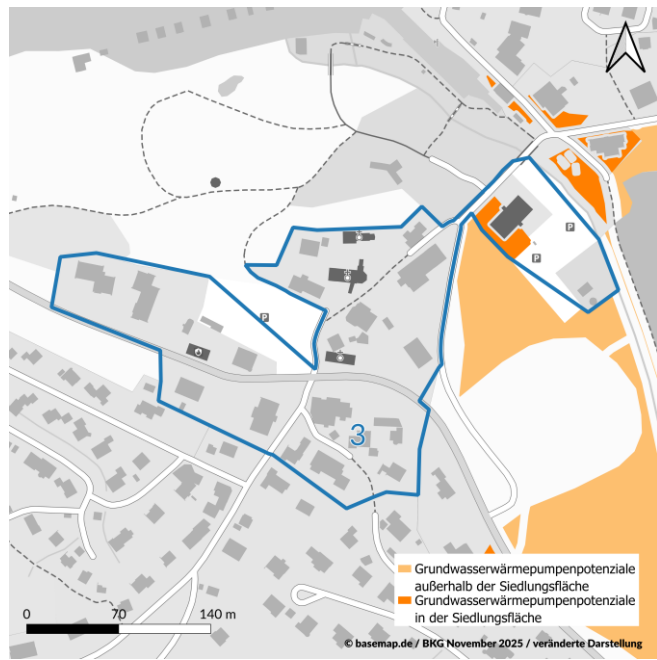 P
P
P
3
Grundwasserwärmepumpenpotenziale
außerhalb der Siedlungsfläche
Grundwasserwärmepumpenpotenziale
in der Siedlungsfläche
0 70 140 m
© basemap.de / BKG November 2025 / veränderte Darstellung